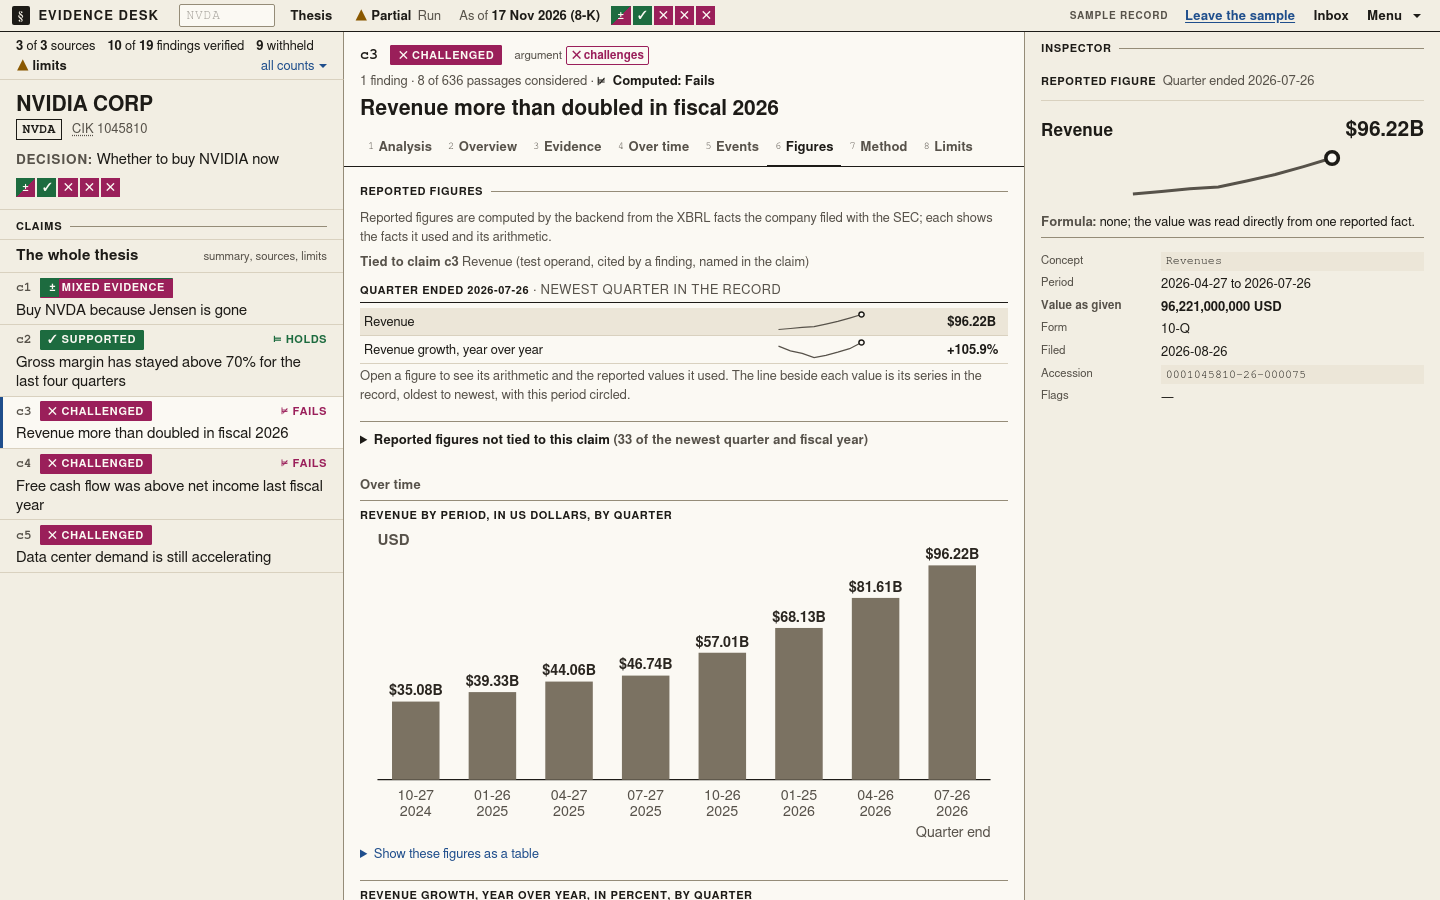 § EVIDENCE DESK NVDA Thesis ▲ Partial Run As of 17 Nov 2026 (8-K) ± ✓ ✕ ✕ ✕ SAMPLE RECORD Leave the sample Inbox Menu
3 of 3 sources 10 of 19 findings verified 9 withheld
▲ limits all counts
NVIDIA CORP
NVDA CIK 1045810
DECISION: Whether to buy NVIDIA now
± ✓ ✕ ✕ ✕
CLAIMS
The whole thesis summary, sources, limits
c1 ± MIXED EVIDENCE
Buy NVDA because Jensen is gone
c2 ✓ SUPPORTED ⊨ HOLDS
Gross margin has stayed above 70% for the
last four quarters
c3 ✕ CHALLENGED ⊭ FAILS
Revenue more than doubled in fiscal 2026
c4 ✕ CHALLENGED ⊭ FAILS
Free cash flow was above net income last fiscal
year
c5 ✕ CHALLENGED
Data center demand is still accelerating
c3 ✕ CHALLENGED argument ✕ challenges
1 finding · 8 of 636 passages considered · ⊭ Computed: Fails
Revenue more than doubled in fiscal 2026
1 Analysis 2 Overview 3 Evidence 4 Over time 5 Events 6 Figures 7 Method 8 Limits
REPORTED FIGURES
Reported figures are computed by the backend from the XBRL facts the company filed with the SEC; each shows
the facts it used and its arithmetic.
Tied to claim c3 Revenue (test operand, cited by a finding, named in the claim)
QUARTER ENDED 2026-07-26 · NEWEST QUARTER IN THE RECORD
Revenue $96.22B
Revenue growth, year over year +105.9%
Open a figure to see its arithmetic and the reported values it used. The line beside each value is its series in the
record, oldest to newest, with this period circled.
▶ Reported figures not tied to this claim (33 of the newest quarter and fiscal year)
Over time
REVENUE BY PERIOD, IN US DOLLARS, BY QUARTER
USD
$35.08B $39.33B $44.06B $46.74B $57.01B $68.13B $81.61B $96.22B
10-27 01-26 04-27 07-27 10-26 01-25 04-26 07-26
2024 2025 2025 2025 2025 2026 2026 2026
Quarter end
▶ Show these figures as a table
REVENUE GROWTH, YEAR OVER YEAR, IN PERCENT, BY QUARTER
INSPECTOR
REPORTED FIGURE Quarter ended 2026-07-26
Revenue $96.22B
Formula: none; the value was read directly from one reported fact.
Concept Revenues
Period 2026-04-27 to 2026-07-26
Value as given 96,221,000,000 USD
Form 10-Q
Filed 2026-08-26
Accession 0001045810-26-000075
Flags —